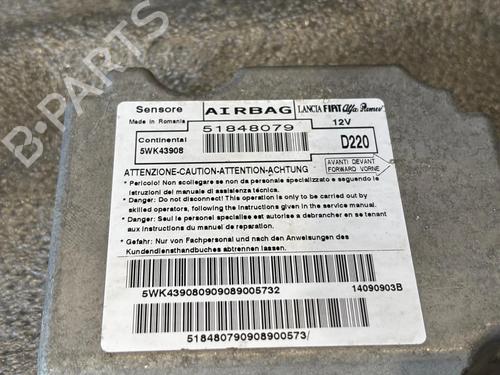 Sensore AIRBAG LANCIA FIAT Alfa Romeo
Made in Romania 51848079 12V
Continental
5WK43908 D220
AVANTI DEVANT
FORWARD VORNE
ATTENZIONE-CAUTION-ATTENTION-ACHTUNG
* Pericolo! Non scollegare se non da personale specializzato e seguendo le
istruzioni del manuale di assistenza técnica.
* Danger: Do not disconnect! This operation is only to be carried out by
skilled operators, following the instructions given in the service manual.
* Danger: Seul le personel specialise est autorise a debrancher en se tenant
aux instructions du manuel de reparation.
* Gefahr: Nur von Fachpersonal und nach den Anweisungen des
Kundendiensthandbuches abtrennen lassen.
5WK439080909089005732 14090903B
518480790908900573/
B-PARTS